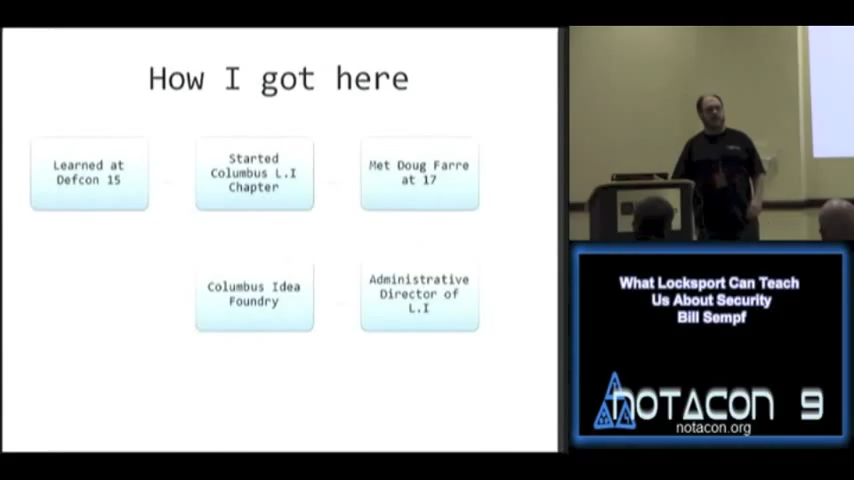 How I got here
Learned at
Defcon 15
Started
Columbus L.I
Chapter
Met Doug Farre
at 17
Columbus Idea
Foundry
Administrative
Director of
L.I
What Locksport Can Teach
Us About Security
Bill Sempf
NOTACON 9
notacon.org